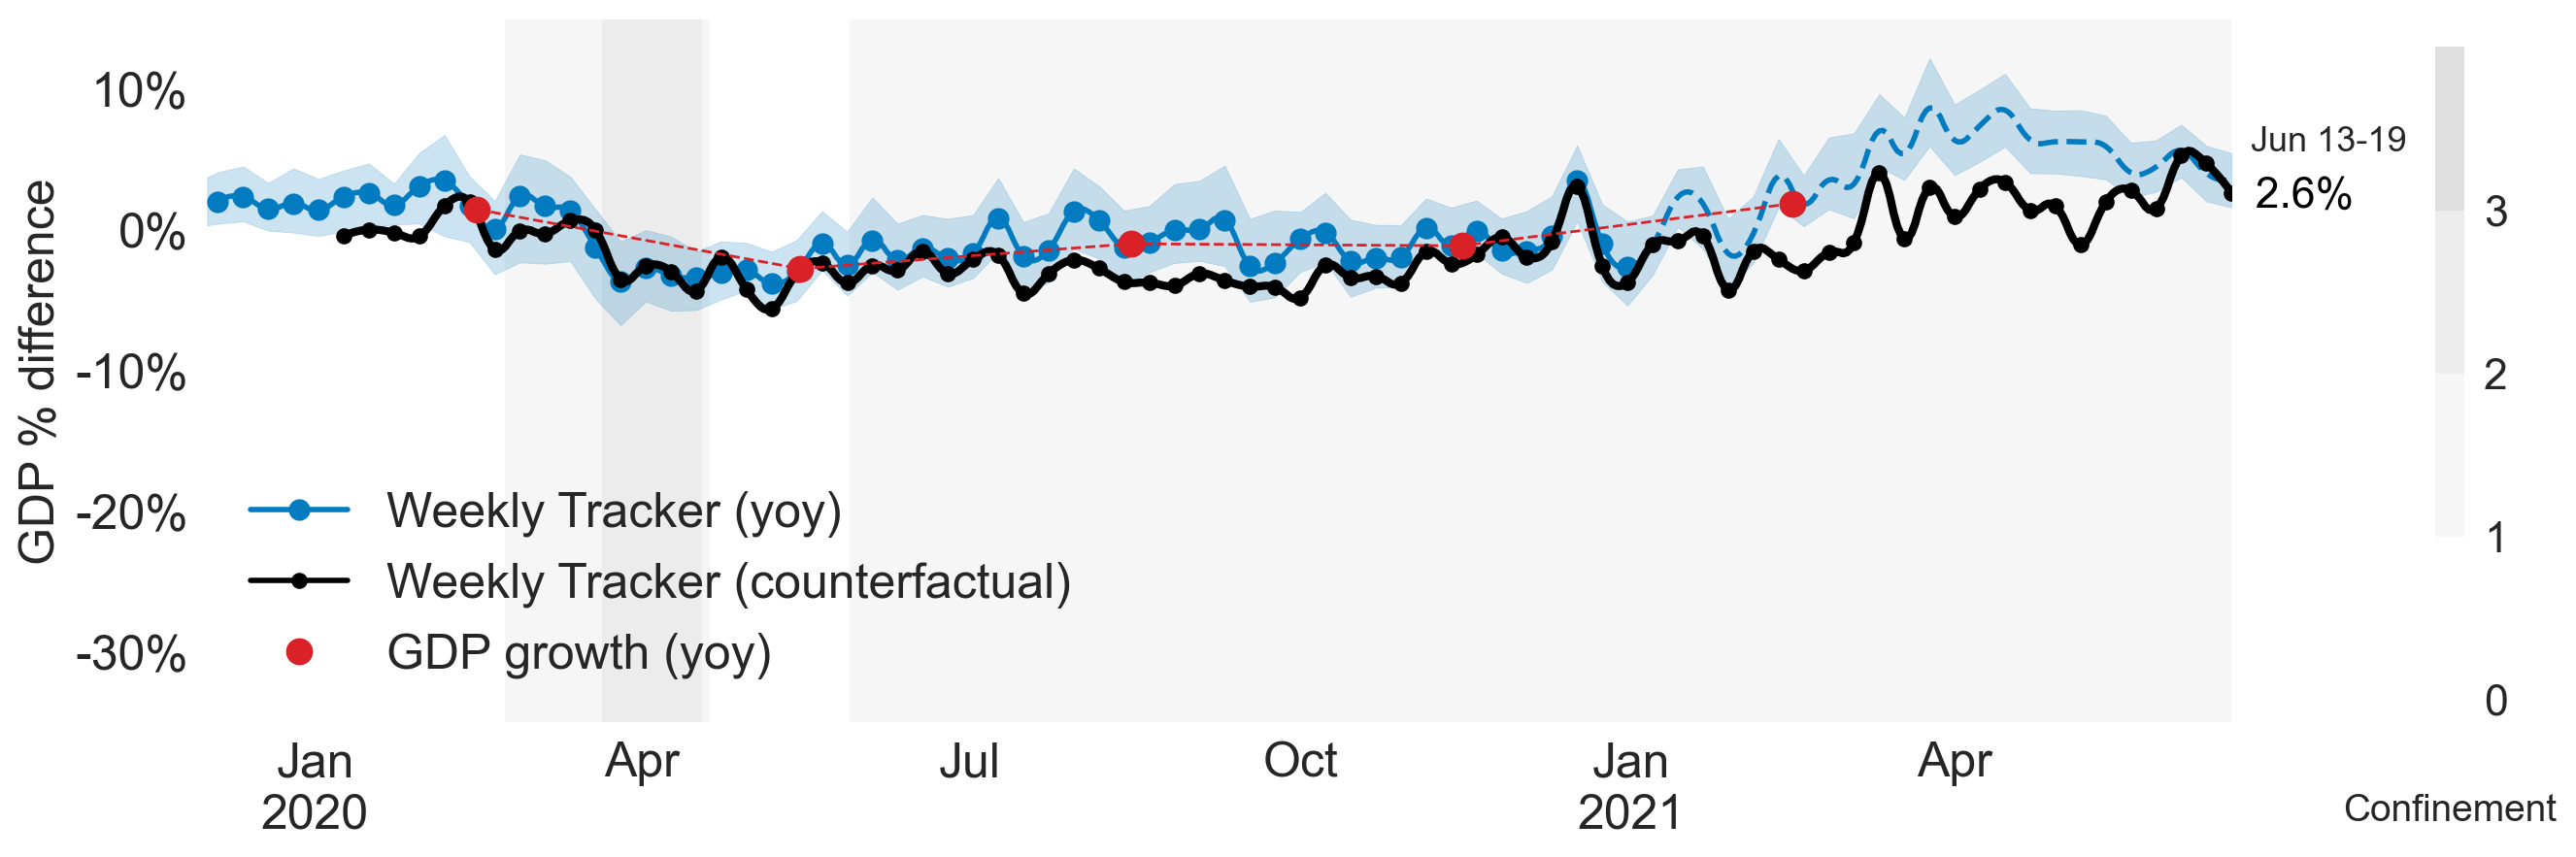 10%
0%
-10%
-20%
-30%
GDP % difference
Weekly Tracker (yoy)
Weekly Tracker (counterfactual)
GDP growth (yoy)
Jan
2020
Apr
Jul
Oct
Jan
2021
Apr
Jun 13-19
2.6%
3
2
1
0
Confinement